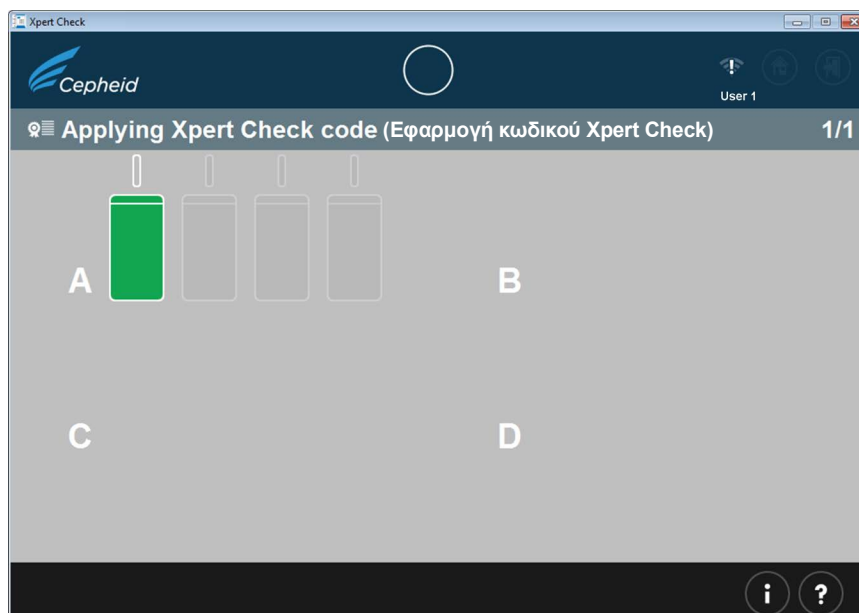 Xpert Check
Cepheid
User 1
Applying Xpert Check code (Εφαρμογή κωδικού Xpert Check) 1/1
A B
C D
i ?